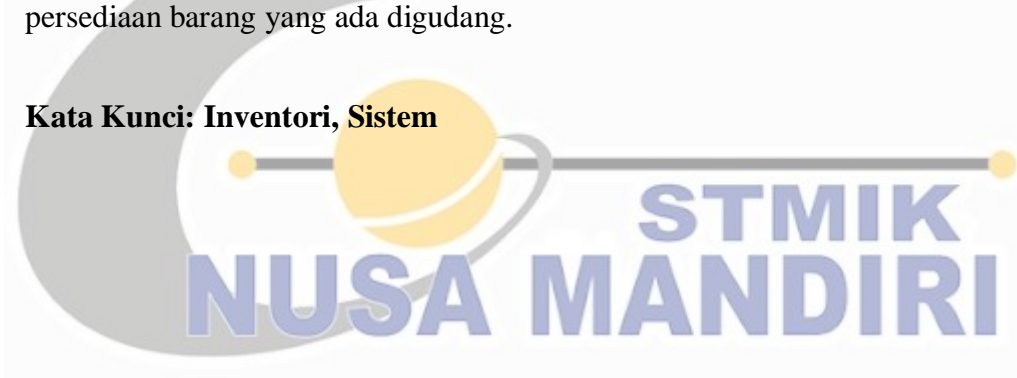 persediaan barang yang ada digudang.
Kata Kunci: Inventori, Sistem
STMIK
NUSA MANDIRI